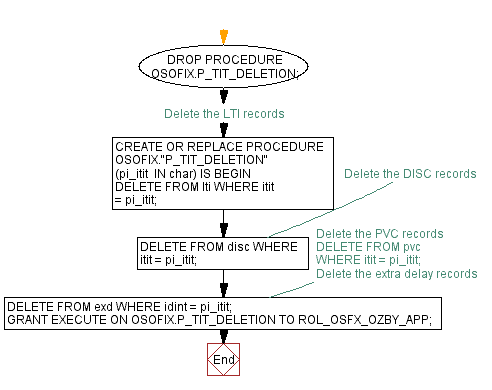 DROP PROCEDURE
OSOFIX.P_TIT_DELETION;
Delete the LTI records
CREATE OR REPLACE PROCEDURE
OSOFIX."P_TIT_DELETION"
(pi_itit IN char) IS BEGIN
DELETE FROM lti WHERE itit
= pi_itit;
Delete the DISC records
DELETE FROM disc WHERE
itit = pi_itit;
Delete the PVC records
DELETE FROM pvc
WHERE itit = pi_itit;
Delete the extra delay records
DELETE FROM exd WHERE idint = pi_itit;
GRANT EXECUTE ON OSOFIX.P_TIT_DELETION TO ROL_OSFX_OZBY_APP;
End